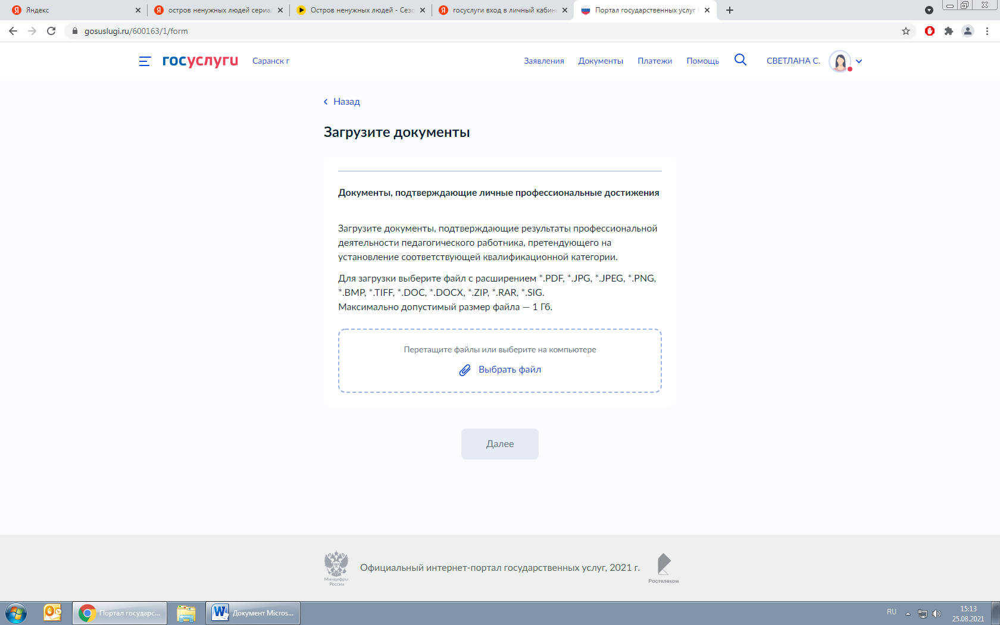 Яндекс
остров ненужных людей сериа
Остров ненужных людей - Сезо
госуслуги вход в личный кабин
Портал государственных услуг
gosuslugi.ru/600163/1/form
госуслуги
Саранск г
Заявления
Документы
Платежи
Помощь
СВЕТЛАНА С.
Назад
Загрузите документы
Документы, подтверждающие личные профессиональные достижения
Загрузите документы, подтверждающие результаты профессиональной
деятельности педагогического работника, претендующего на
установление соответствующей квалификационной категории.
Для загрузки выберите файл с расширением *.PDF, *.JPG, *.JPEG, *.PNG,
*.BMP, *.TIFF, *.DOC, *.DOCX, *.ZIP, *.RAR, *.SIG.
Максимально допустимый размер файла — 1 Гб.
Перетащите файлы или выберите на компьютере
Выбрать файл
Далее
Минцифры
России
Официальный интернет-портал государственных услуг, 2021 г.
Ростелеком
Портал государс...
Документ Micros...
RU
15:13
25.08.2021